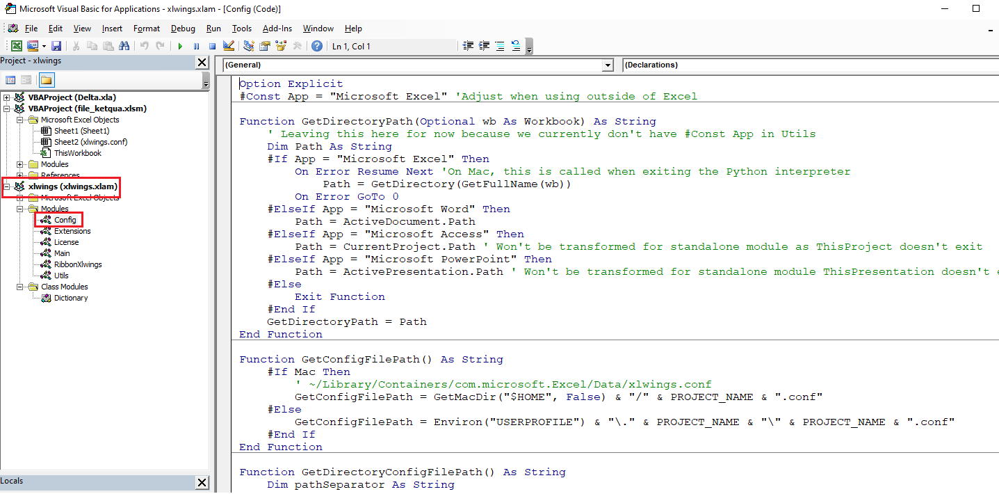 Microsoft Visual Basic for Applications - xlwings.xlam - [Config (Code)]
File Edit View Insert Format Debug Run Tools Add-Ins Window Help
Ln 1, Col 1
Project - xlwings
VBAProject (Delta.xla)
VBAProject (file_ketqua.xlsm)
Microsoft Excel Objects
Sheet1 (Sheet1)
Sheet2 (xlwings.conf)
ThisWorkbook
Modules
References
xlwings (xlwings.xlam)
Microsoft Excel Objects
Modules
Config
Extensions
License
Main
RibbonXlwings
Utils
Class Modules
Dictionary
Locals
(General) (Declarations)
Option Explicit
#Const App = "Microsoft Excel" 'Adjust when using outside of Excel
Function GetDirectoryPath(Optional wb As Workbook) As String
' Leaving this here for now because we currently don't have #Const App in Utils
Dim Path As String
#If App = "Microsoft Excel" Then
On Error Resume Next 'On Mac, this is called when exiting the Python interpreter
Path = GetDirectory(GetFullName(wb))
On Error GoTo 0
#ElseIf App = "Microsoft Word" Then
Path = ActiveDocument.Path
#ElseIf App = "Microsoft Access" Then
Path = CurrentProject.Path ' Won't be transformed for standalone module as ThisProject doesn't exit
#ElseIf App = "Microsoft PowerPoint" Then
Path = ActivePresentation.Path ' Won't be transformed for standalone module ThisPresentation doesn't
#Else
Exit Function
#End If
GetDirectoryPath = Path
End Function
Function GetConfigFilePath() As String
#If Mac Then
' ~/Library/Containers/com.microsoft.Excel/Data/xlwings.conf
GetConfigFilePath = GetMacDir("$HOME", False) & "/" & PROJECT_NAME & ".conf"
#Else
GetConfigFilePath = Environ("USERPROFILE") & "\." & PROJECT_NAME & "\" & PROJECT_NAME & ".conf"
#End If
End Function
Function GetDirectoryConfigFilePath() As String
Dim pathSeparator As String